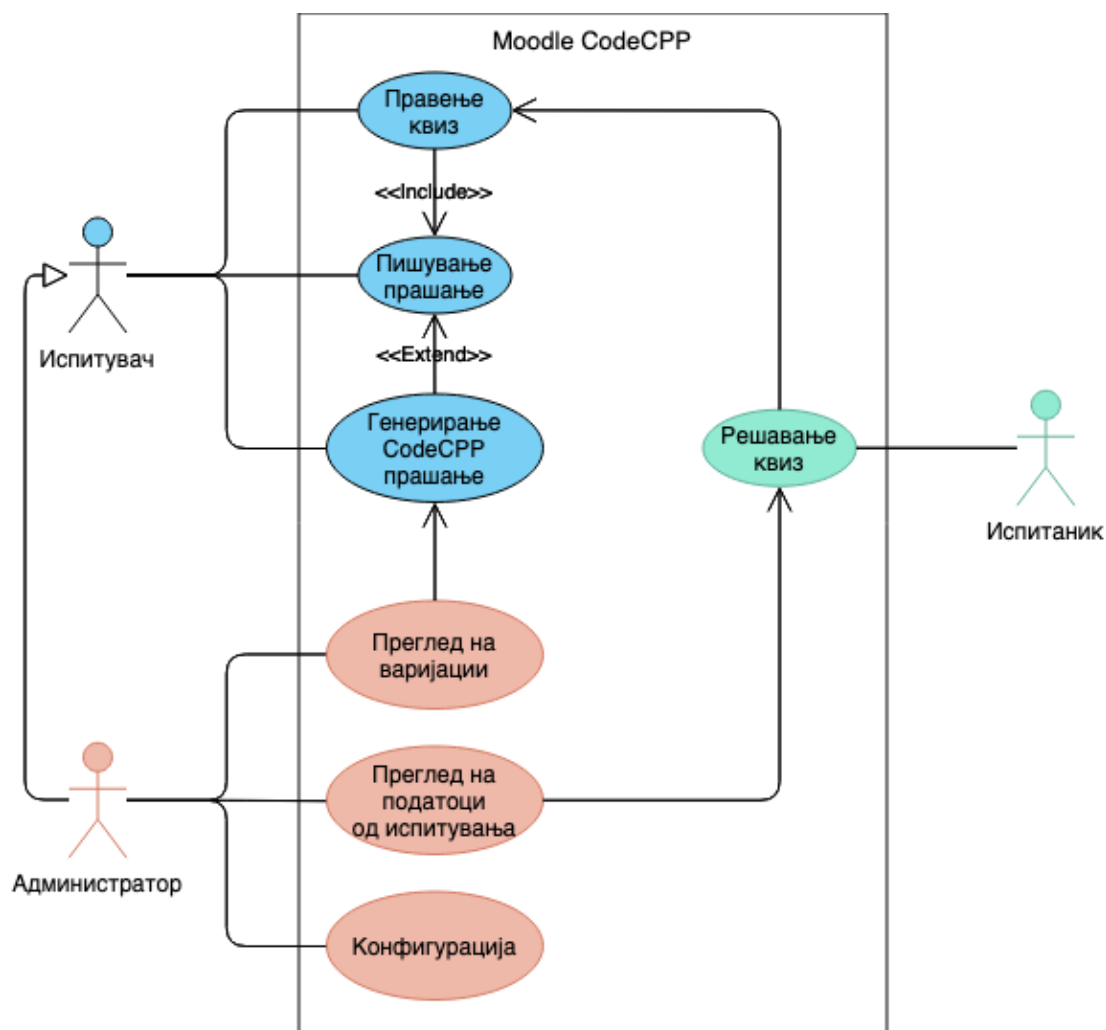 Moodle CodeCPP
Правење
квиз
<<Include>>
Пишување
прашање
Испитувач
<<Extend>>
Генерирање
CodeCPP
прашање
Решавање
квиз
Испитаник
Преглед на
варијации
Преглед на
податоци
од испитувања
Администратор
Конфигурација